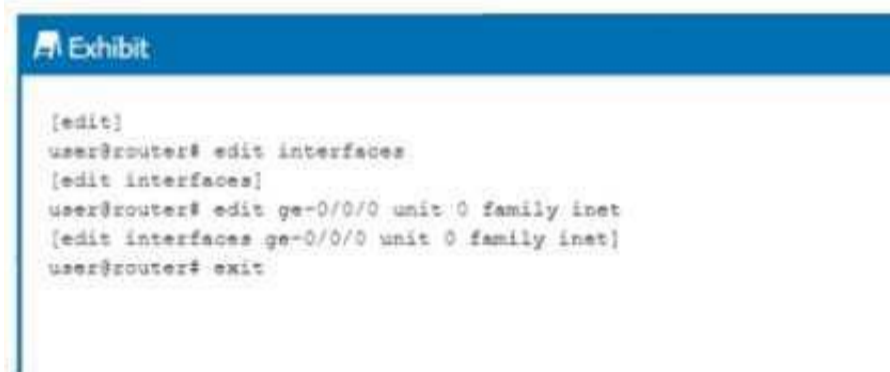 Exhibit
[edit]
user@router# edit interfaces
[edit interfaces]
user@router# edit ge-0/0/0 unit 0 family inet
[edit interfaces ge-0/0/0 unit 0 family inet]
user@router# exit